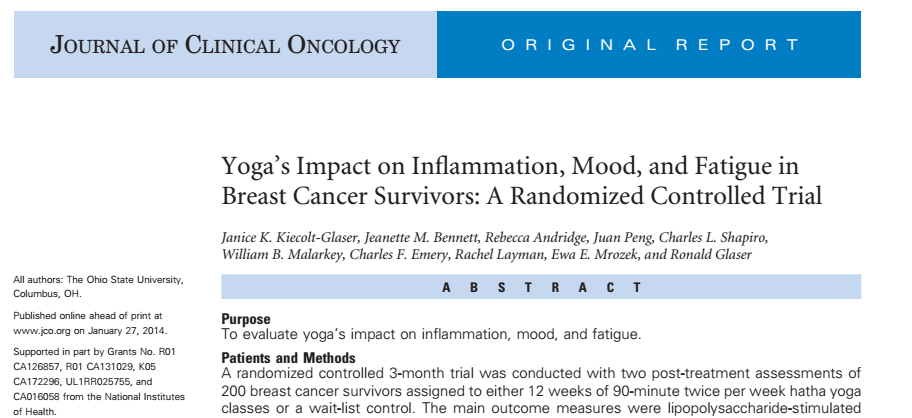 JOURNAL OF CLINICAL ONCOLOGY
ORIGINAL REPORT
Yoga's Impact on Inflammation, Mood, and Fatigue in
Breast Cancer Survivors: A Randomized Controlled Trial
Janice K. Kiecolt-Glaser, Jeanette M. Bennett, Rebecca Andridge, Juan Peng, Charles L. Shapiro,
William B. Malarkey, Charles F. Emery, Rachel Layman, Ewa E. Mrozek, and Ronald Glaser
All authors: The Ohio State University,
Columbus, OH.
Published online ahead of print at
www.jco.org on January 27, 2014.
Supported in part by Grants No. R01
CA126857, R01 CA131029, K05
CA172296, UL1RR025755, and
CA016058 from the National Institutes
of Health.
ABSTRACT
Purpose
To evaluate yoga's impact on inflammation, mood, and fatigue.
Patients and Methods
A randomized controlled 3-month trial was conducted with two post-treatment assessments of
200 breast cancer survivors assigned to either 12 weeks of 90-minute twice per week hatha yoga
classes or a wait-list control. The main outcome measures were lipopolysaccharide-stimulated